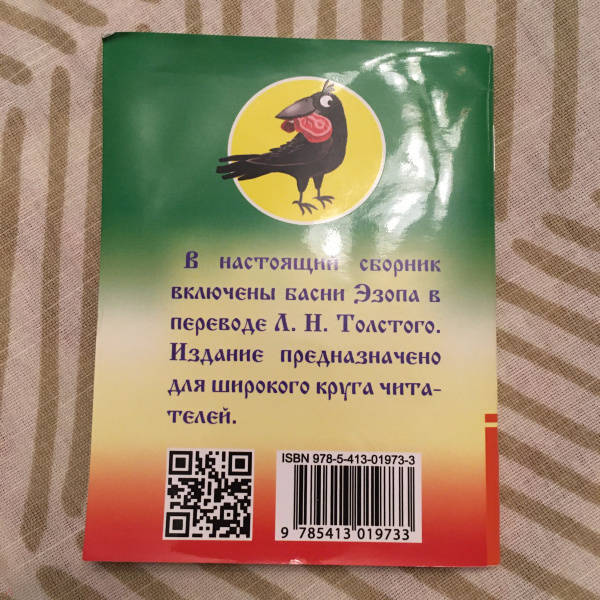 В настоящий сборник
включены басни Эзопа в
переводе Л. Н. Толстого.
Издание предназначено
для широкого круга чита-
телей.
ISBN 978-5-413-01973-3
9 785413 019733